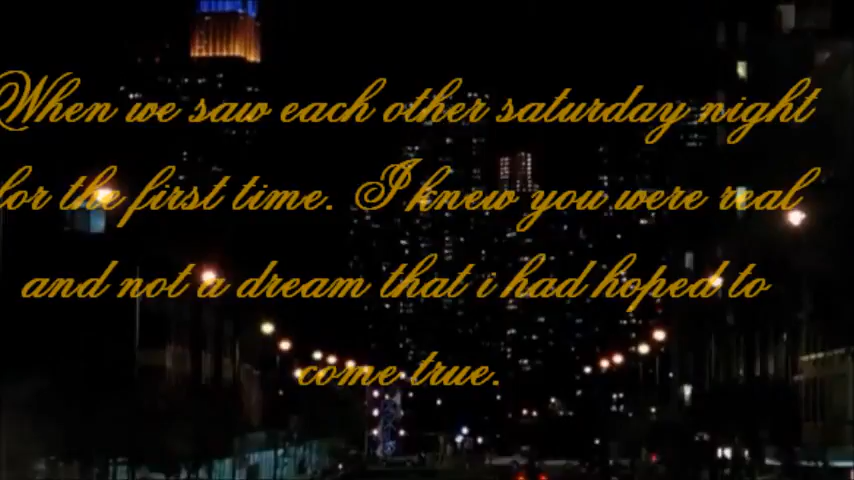 When we saw each other saturday night
for the first time. I knew you were real
and not a dream that i had hoped to
come true.